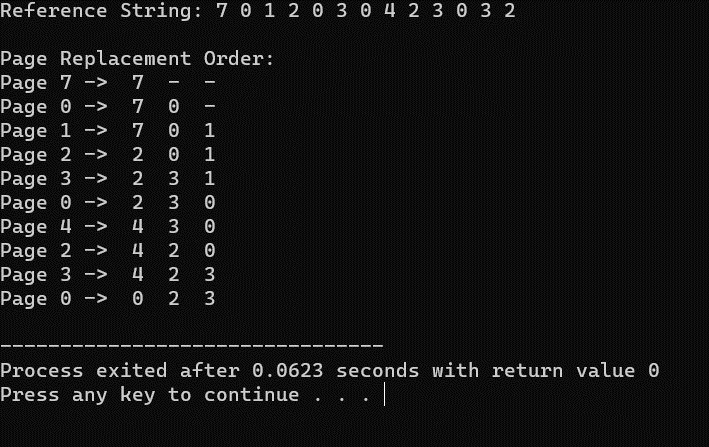 Reference String: 7 0 1 2 0 3 0 4 2 3 0 3 2
Page Replacement Order:
Page 7 -> 7 - -
Page 0 -> 7 0 -
Page 1 -> 7 0 1
Page 2 -> 2 0 1
Page 3 -> 2 3 1
Page 0 -> 2 3 0
Page 4 -> 4 3 0
Page 2 -> 4 2 0
Page 3 -> 4 2 3
Page 0 -> 0 2 3
--------------------------------
Process exited after 0.0623 seconds with return value 0
Press any key to continue . . .